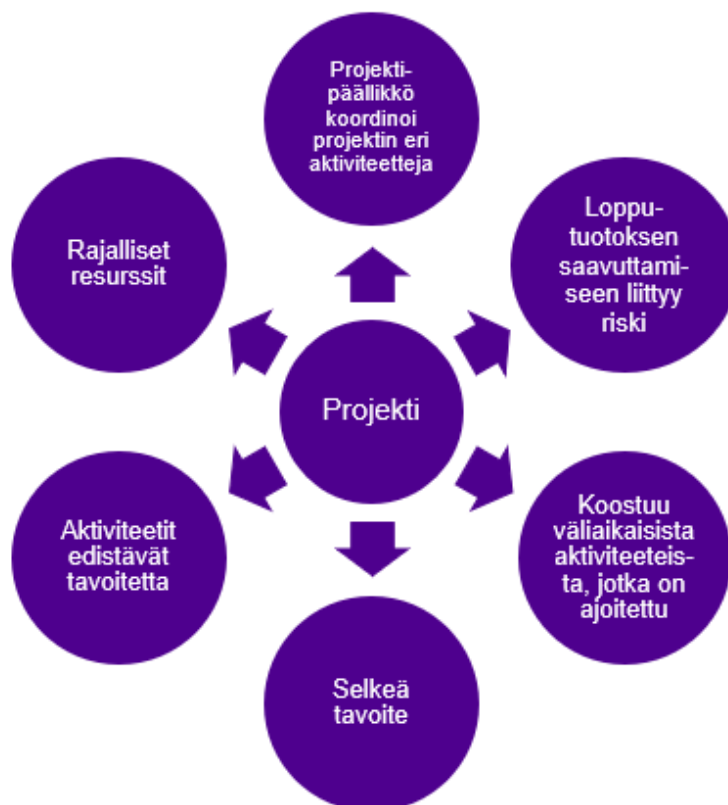 Projekti-
päällikkö
koordinoi
projektin eri
aktiviteetteja
Loppu-
tuotoksen
saavuttami-
seen liittyy
riski
Rajalliset
resurssit
Projekti
Koostuu
väliaikaisista
aktiviteeteis-
ta, jotka on
ajoitettu
Aktiviteetit
edistävät
tavoitetta
Selkeä
tavoite